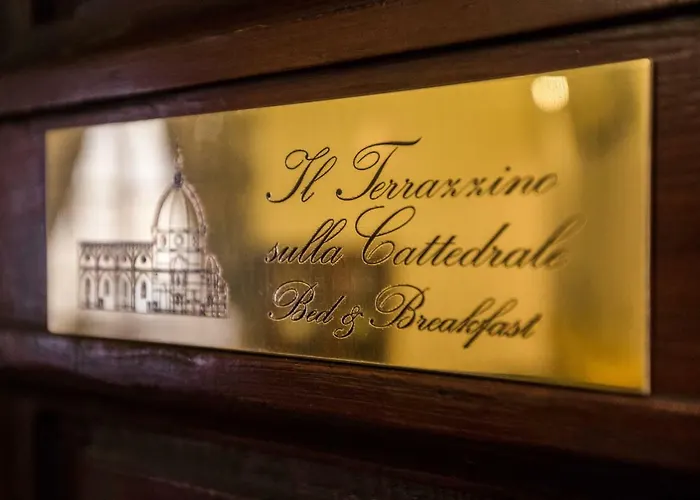 Il Terrazzino
sulla Cattedrale
Bed & Breakfast